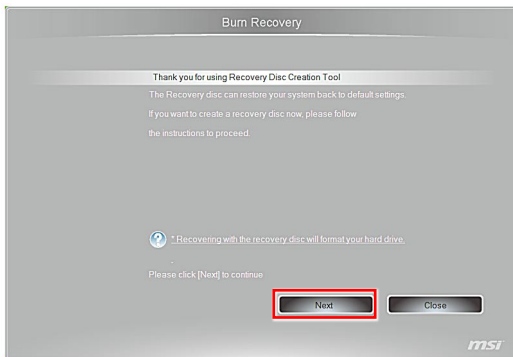 Burn Recovery
Thank you for using Recovery Disc Creation Tool
The Recovery disc can restore your system back to default settings.
If you want to create a recovery disc now, please follow
the instructions to proceed.
* Recovering with the recovery disc will format your hard drive.
.
Please click [Next] to continue
Next Close
msi